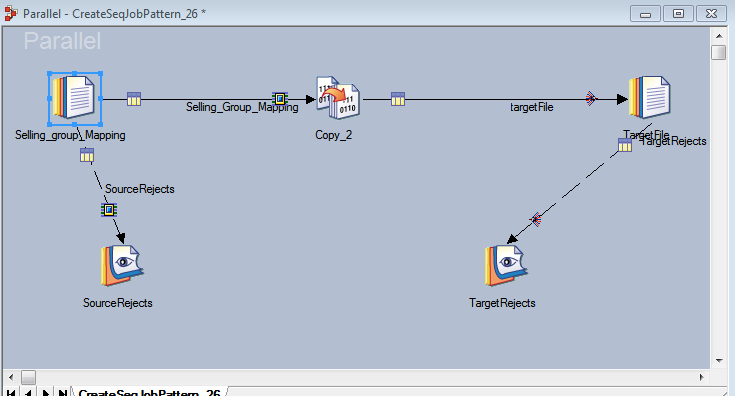 Parallel - CreateSeqJobPattern_26 *
Parallel
Selling_Group_Mapping
targetFile
Selling_group_Mapping
Copy_2
TargetFile
TargetRejects
SourceRejects
SourceRejects
TargetRejects
CreateSeqJobPattern_26